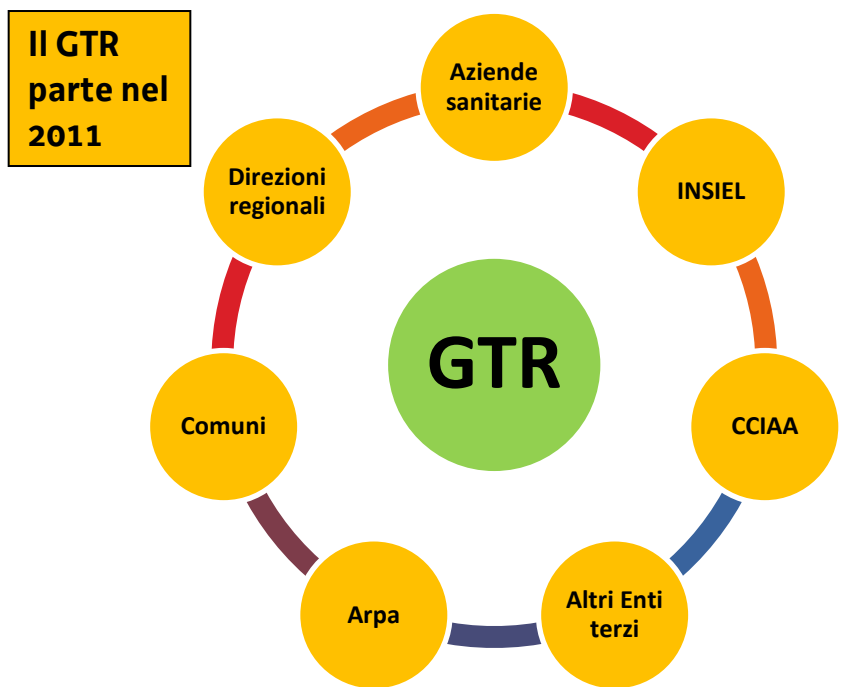 Il GTR
parte nel
2011
Aziende
sanitarie
INSIEL
CCIAA
Altri Enti
terzi
Arpa
Comuni
Direzioni
regionali
GTR